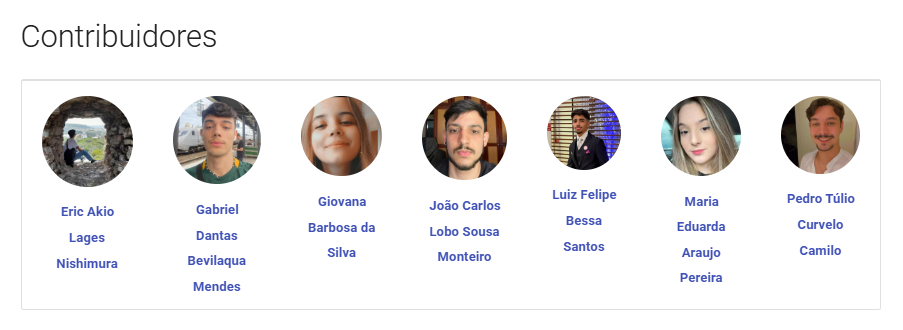 Contribuidores
Eric Akio
Lages
Nishimura
Gabriel
Dantas
Bevilaqua
Mendes
Giovana
Barbosa da
Silva
João Carlos
Lobo Sousa
Monteiro
Luiz Felipe
Bessa
Santos
Maria
Eduarda
Araujo
Pereira
Pedro Túlio
Curvelo
Camilo